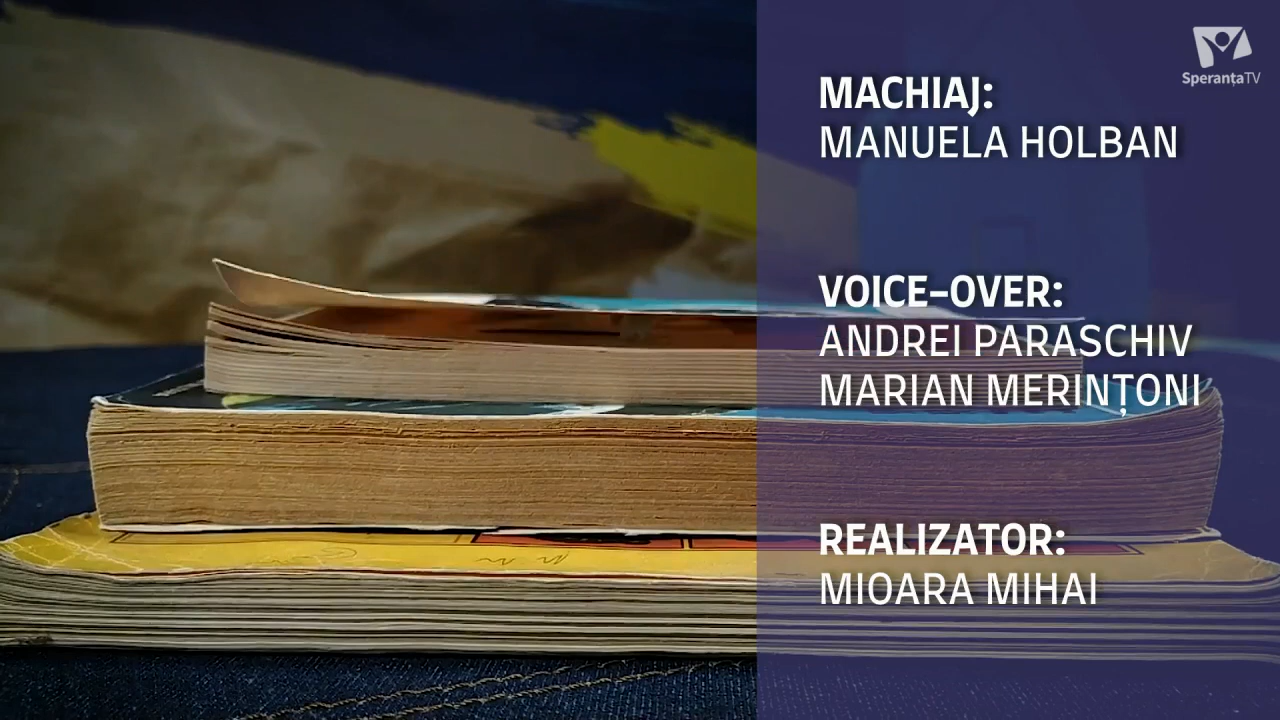 SperanțaTV
MACHIAJ:
MANUELA HOLBAN
VOICE-OVER:
ANDREI PARASCHIV
MARIAN MERINȚONI
REALIZATOR:
MIOARA MIHAI